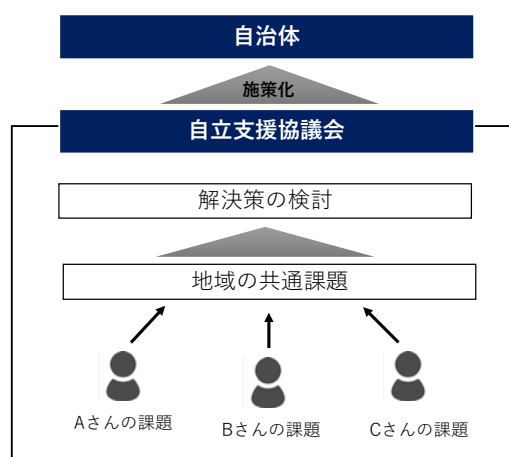 自治体
施策化
自立支援協議会
解決策の検討
地域の共通課題
Aさんの課題
Bさんの課題
Cさんの課題